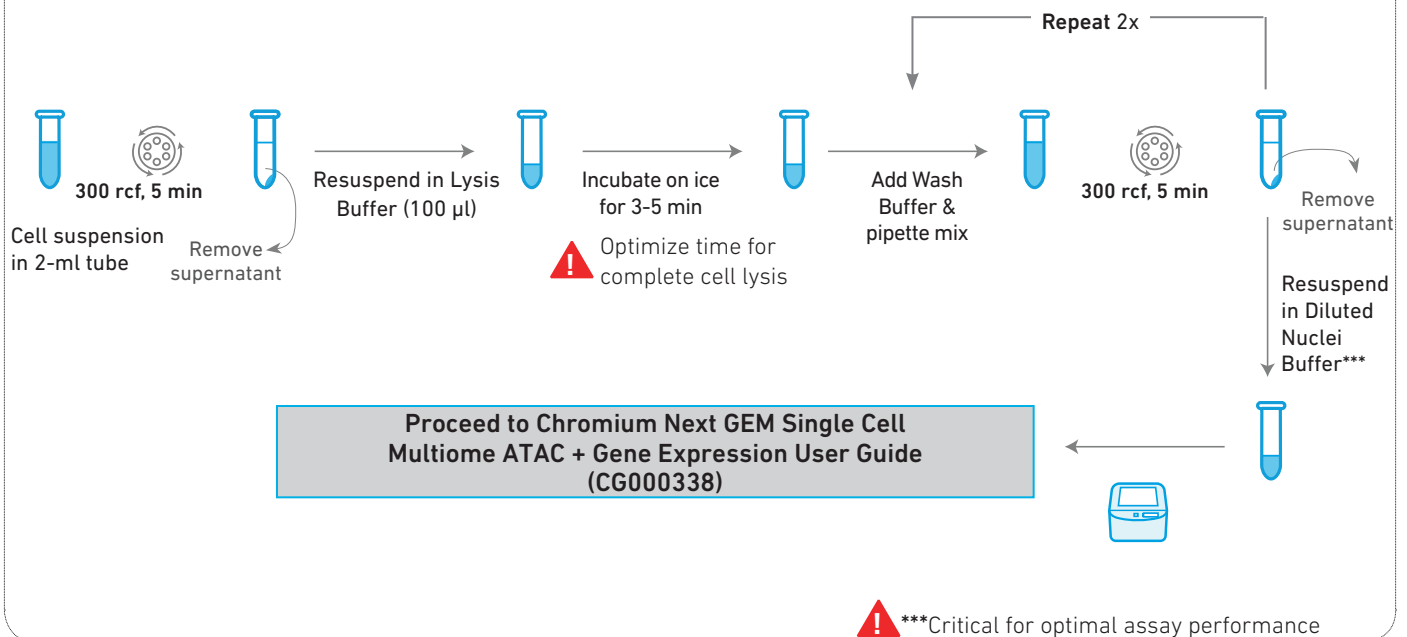 Repeat 2x
300 rcf, 5 min
Cell suspension
in 2-ml tube
Remove
supernatant
Resuspend in Lysis
Buffer (100 µl)
Incubate on ice
for 3-5 min
! Optimize time for
complete cell lysis
Add Wash
Buffer &
pipette mix
300 rcf, 5 min
Remove
supernatant
Resuspend
in Diluted
Nuclei
Buffer***
Proceed to Chromium Next GEM Single Cell
Multiome ATAC + Gene Expression User Guide
(CG000338)
! ***Critical for optimal assay performance